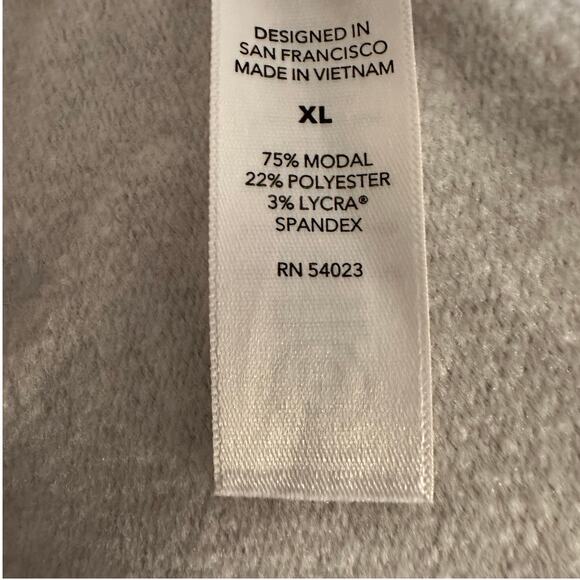 DESIGNED IN
SAN FRANCISCO
MADE IN VIETNAM
XL
75% MODAL
22% POLYESTER
3% LYCRA®
SPANDEX
RN 54023